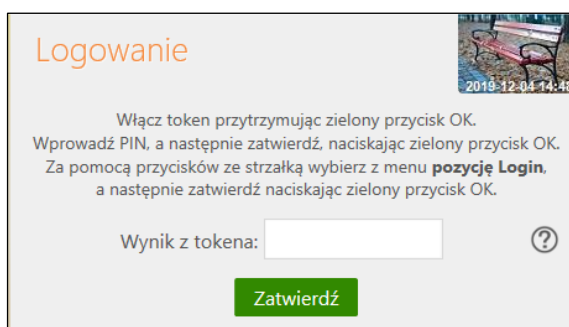 Logowanie
2019-12-04 14:48
Włącz token przytrzymując zielony przycisk OK.
Wprowadź PIN, a następnie zatwierdź, naciskając zielony przycisk OK.
Za pomocą przycisków ze strzałką wybierz z menu pozycję Login,
a następnie zatwierdź naciskając zielony przycisk OK.
Wynik z tokena:
?
Zatwierdź